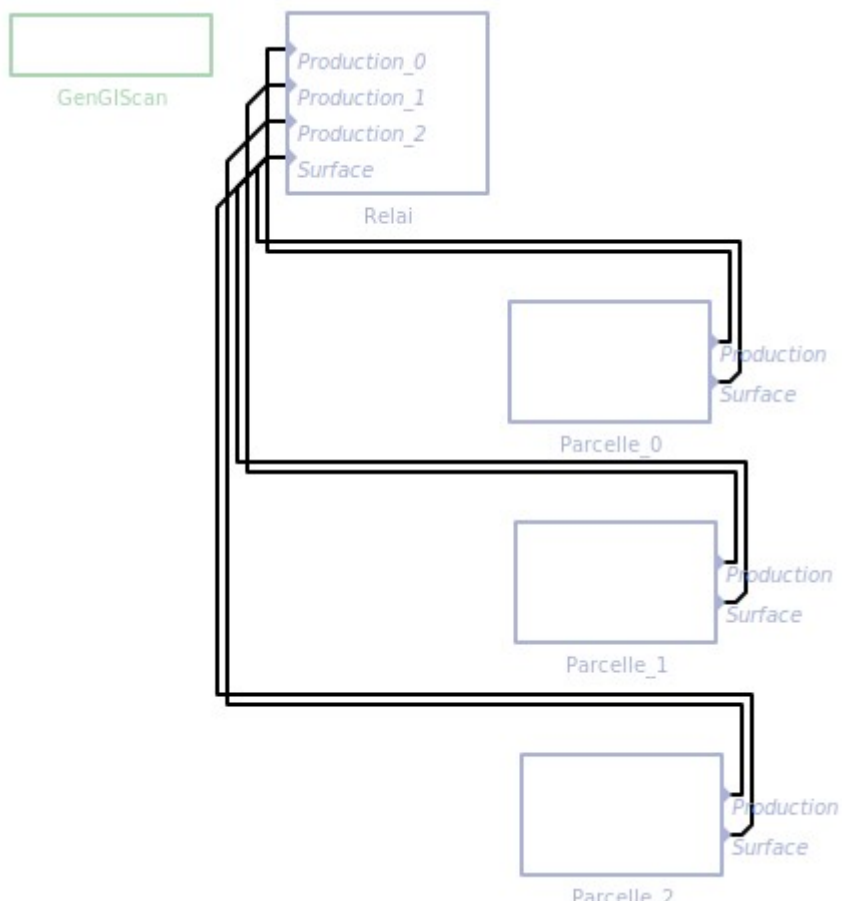 Production_0
GenGIScan
Production_1
Production_2
Surface
Relai
Production
Surface
Parcelle_0
Production
Surface
Parcelle_1
Production
Surface
Parcelle_2